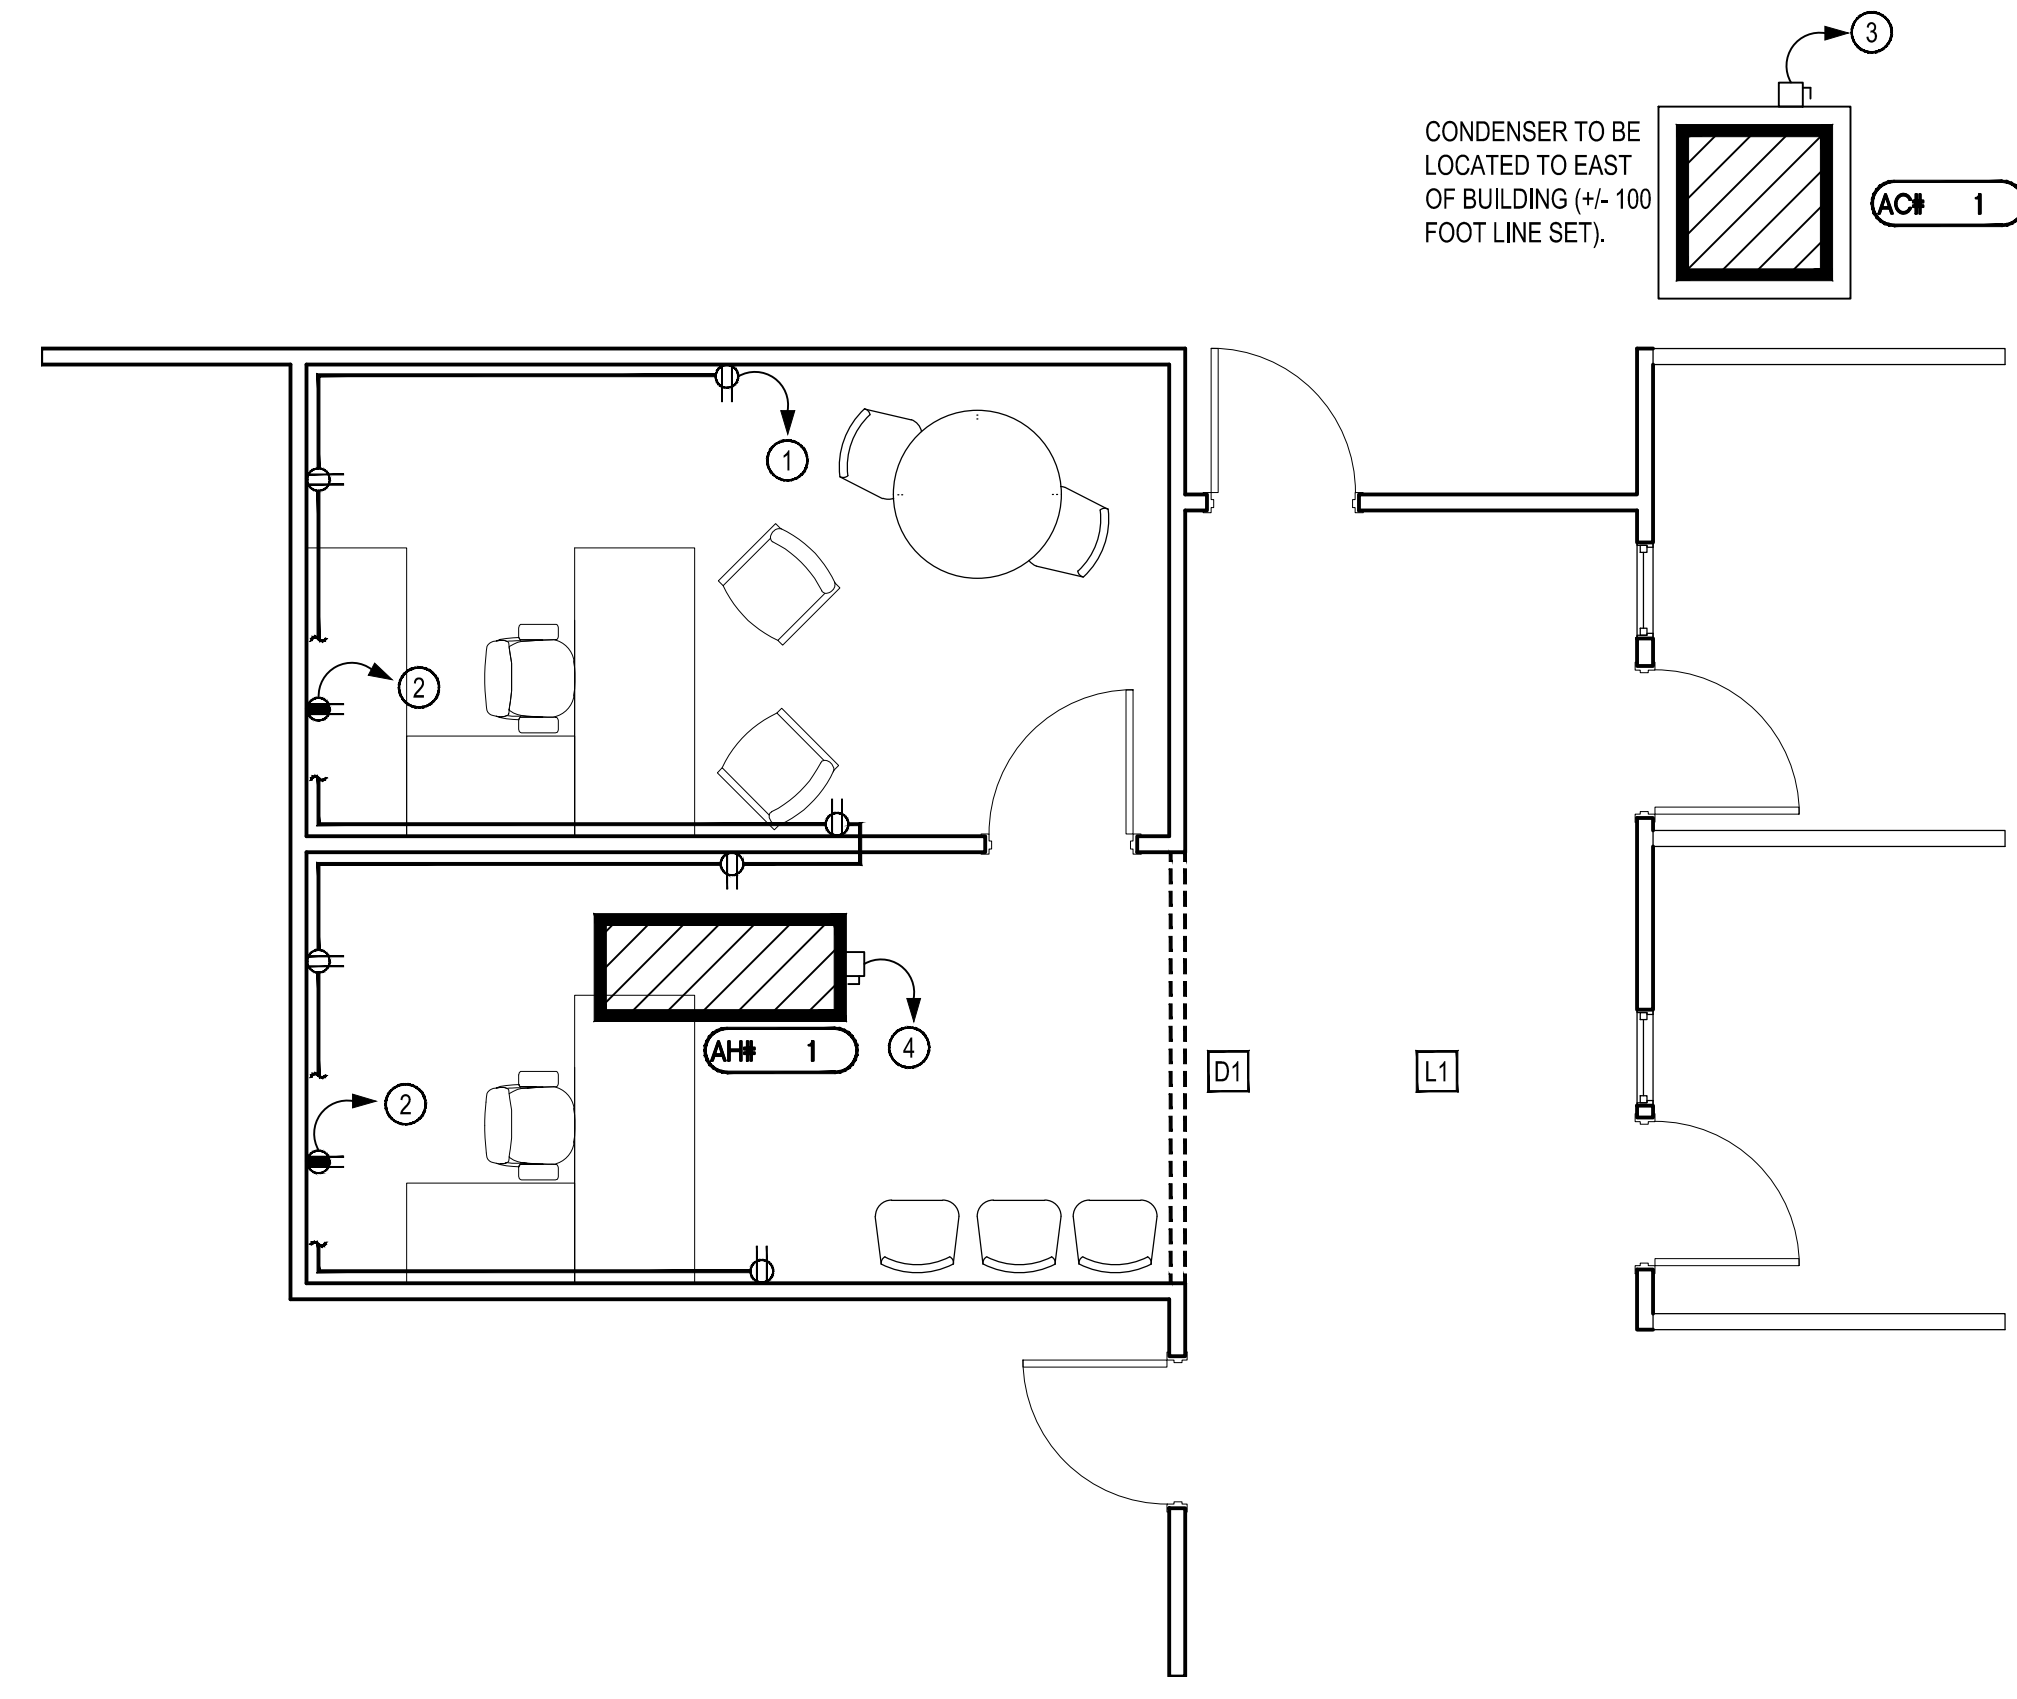 3
CONDENSER TO BE
LOCATED TO EAST
OF BUILDING (+/- 100
FOOT LINE SET).
AC# 1
1
2
AH# 1
4
D1
L1
2